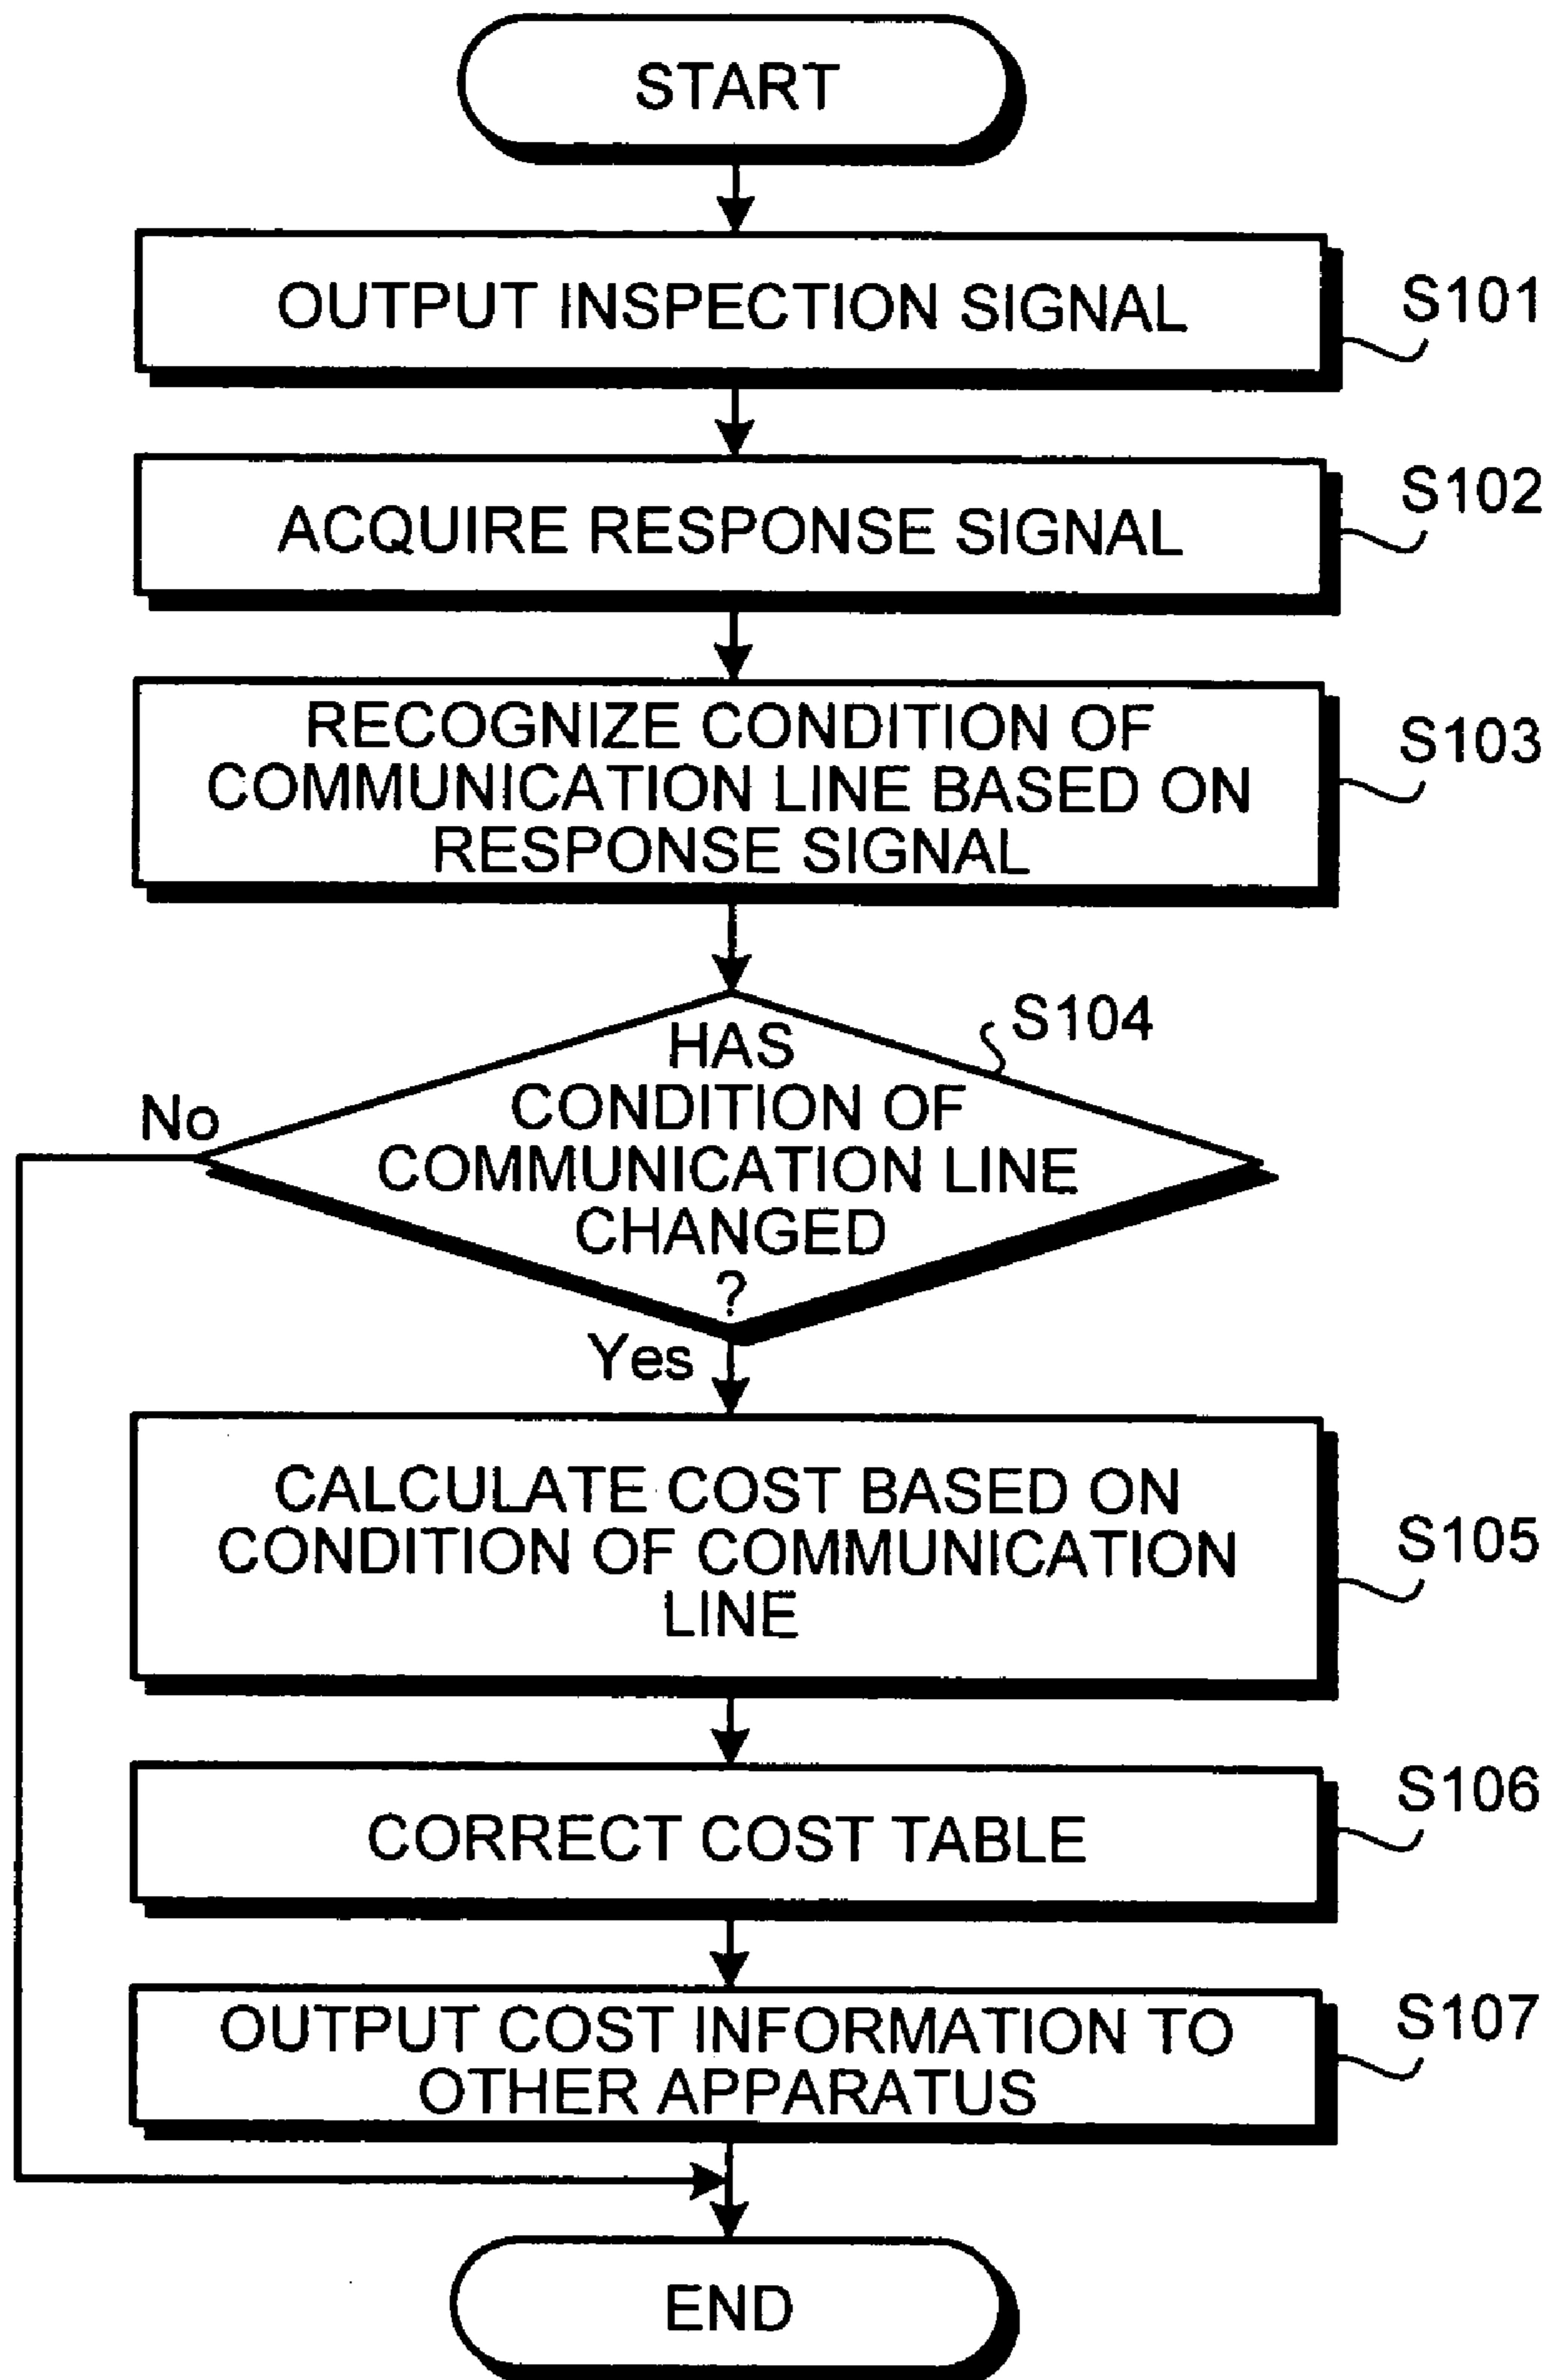 START
OUTPUT INSPECTION SIGNAL
S101
ACQUIRE RESPONSE SIGNAL
S102
RECOGNIZE CONDITION OF
COMMUNICATION LINE BASED ON
RESPONSE SIGNAL
S103
HAS
CONDITION OF
COMMUNICATION LINE
CHANGED
?
S104
No
Yes
CALCULATE COST BASED ON
CONDITION OF COMMUNICATION
LINE
S105
CORRECT COST TABLE
S106
OUTPUT COST INFORMATION TO
OTHER APPARATUS
S107
END